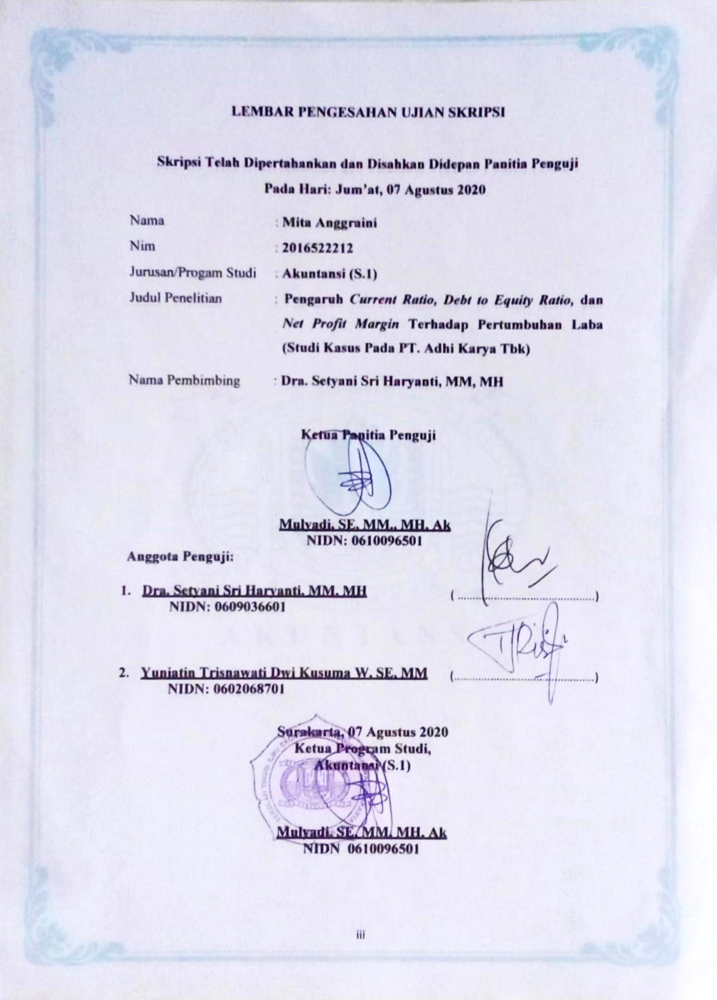 LEMBAR PENGESAHAN UJIAN SKRIPSI
Skripsi Telah Dipertahankan dan Disahkan Didepan Panitia Penguji
Pada Hari: Jum'at, 07 Agustus 2020
Nama : Mita Anggraini
Nim : 2016522212
Jurusan/Progam Studi : Akuntansi (S.1)
Judul Penelitian : Pengaruh Current Ratio, Debt to Equity Ratio, dan
Net Profit Margin Terhadap Pertumbuhan Laba
(Studi Kasus Pada PT. Adhi Karya Tbk)
Nama Pembimbing : Dra. Setyani Sri Haryanti, MM, MH
Ketua Panitia Penguji
Mulyadi, SE, MM., MH, Ak
NIDN: 0610096501
Anggota Penguji:
1. Dra. Setyani Sri Haryanti, MM, MH (..........................................)
NIDN: 0609036601
AKUNTANS
2. Yuniatin Trisnawati Dwi Kusuma W, SE, MM (..........................................)
NIDN: 0602068701
Surakarta, 07 Agustus 2020
Ketua Program Studi,
Akuntansi (S.1)
SEKOLAH TINGGI ILMU
Mulyadi, SE, MM, MH, Ak
NIDN 0610096501
iii